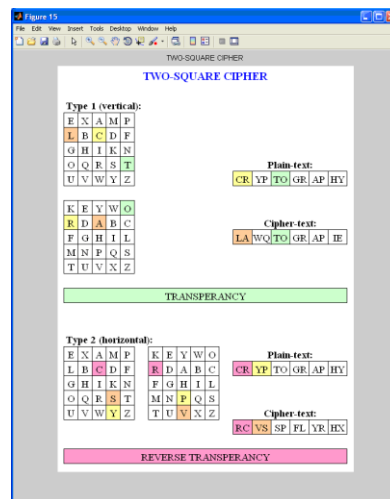 Figure 15
File Edit View Insert Tools Desktop Window Help
TWO-SQUARE CIPHER
TWO-SQUARE CIPHER
Type 1 (vertical):
E X A M P
L B C D F
G H I K N
O Q R S T
U V W Y Z
Plain-text:
CR YP TO GR AP HY
K E Y W O
R D A B C
F G H I L
M N P Q S
T U V X Z
Cipher-text:
LA WQ TO GR AP IE
TRANSPERANCY
Type 2 (horizontal):
E X A M P K E Y W O
L B C D F R D A B C
G H I K N F G H I L
O Q R S T M N P Q S
U V W Y Z T U V X Z
Plain-text:
CR YP TO GR AP HY
Cipher-text:
RC VS SP FL YR HX
REVERSE TRANSPERANCY